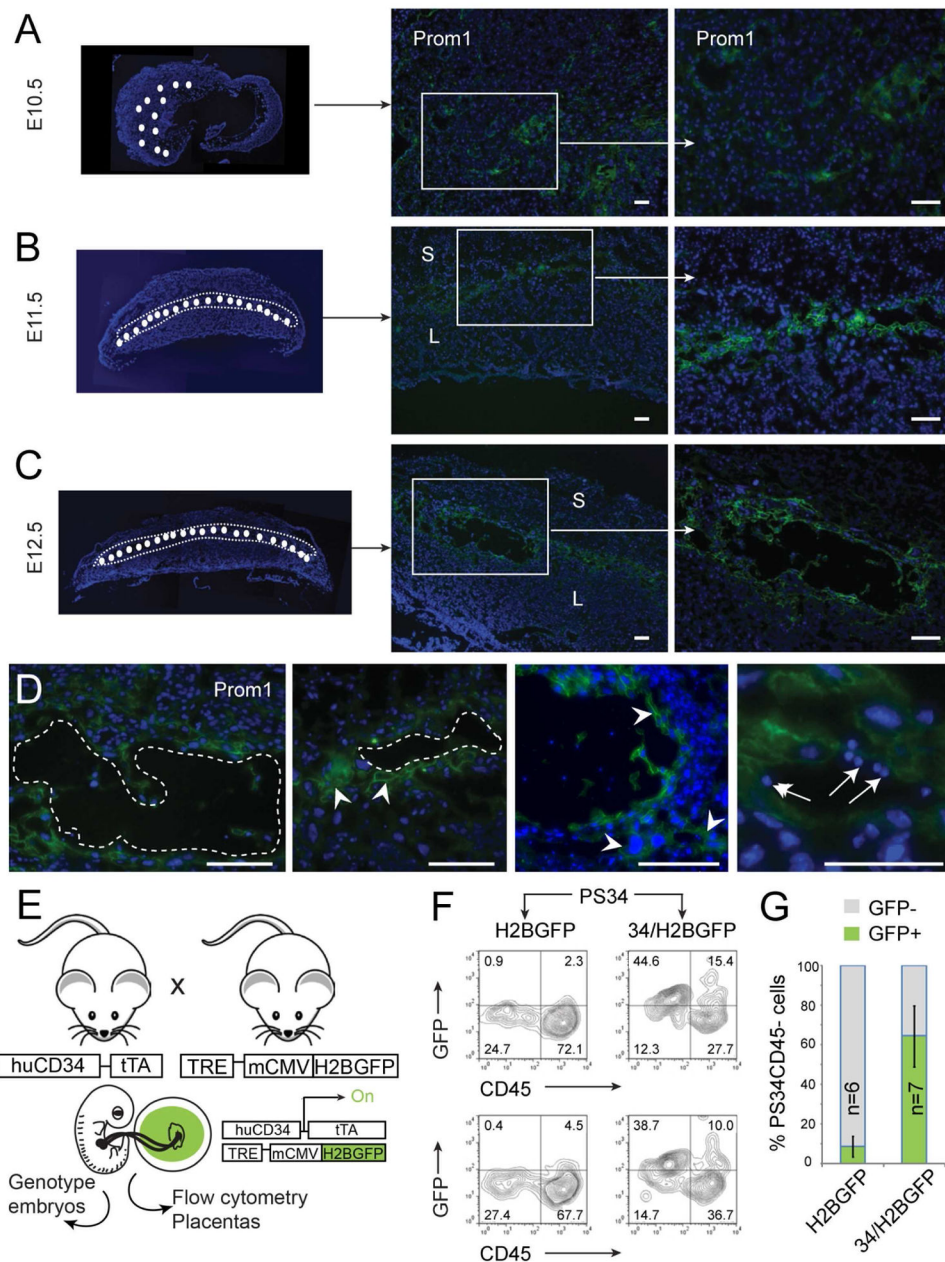 A
E10.5
Prom1
Prom1
B
E11.5
S
L
C
E12.5
S
L
D
Prom1
E
x
huCD34 tTA
TRE mCMV H2BGFP
On
huCD34 tTA
TRE mCMV H2BGFP
Genotype
embryos
Flow cytometry
Placentas
F
PS34
H2BGFP 34/H2BGFP
0.9 2.3
24.7 72.1
44.6 15.4
12.3 27.7
GFP
CD45
0.4 4.5
27.4 67.7
38.7 10.0
14.7 36.7
GFP
CD45
G
GFP-
GFP+
% PS34CD45- cells
100
80
60
40
20
0
n=6
n=7
H2BGFP
34/H2BGFP